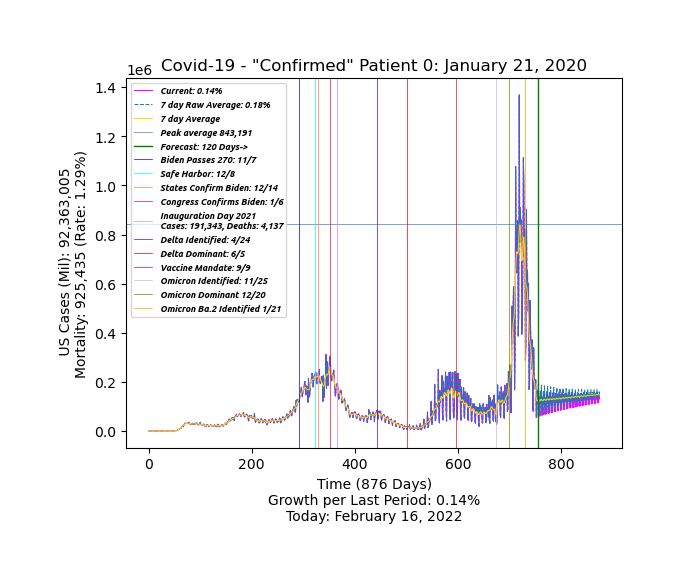 Covid-19 - "Confirmed" Patient 0: January 21, 2020
1e6
1.4
1.2
1.0
0.8
0.6
0.4
0.2
0.0
US Cases (Mil): 92,363,005
Mortality: 925,435 (Rate: 1.29%)
Current: 0.14%
7 day Raw Average: 0.18%
7 day Average
Peak average 843,191
Forecast: 120 Days->
Biden Passes 270: 11/7
Safe Harbor: 12/8
States Confirm Biden: 12/14
Congress Confirms Biden: 1/6
Inauguration Day 2021
Cases: 191,343, Deaths: 4,137
Delta Identified: 4/24
Delta Dominant: 6/5
Vaccine Mandate: 9/9
Omicron Identified: 11/25
Omicron Dominant 12/20
Omicron Ba.2 Identified 1/21
0 200 400 600 800
Time (876 Days)
Growth per Last Period: 0.14%
Today: February 16, 2022